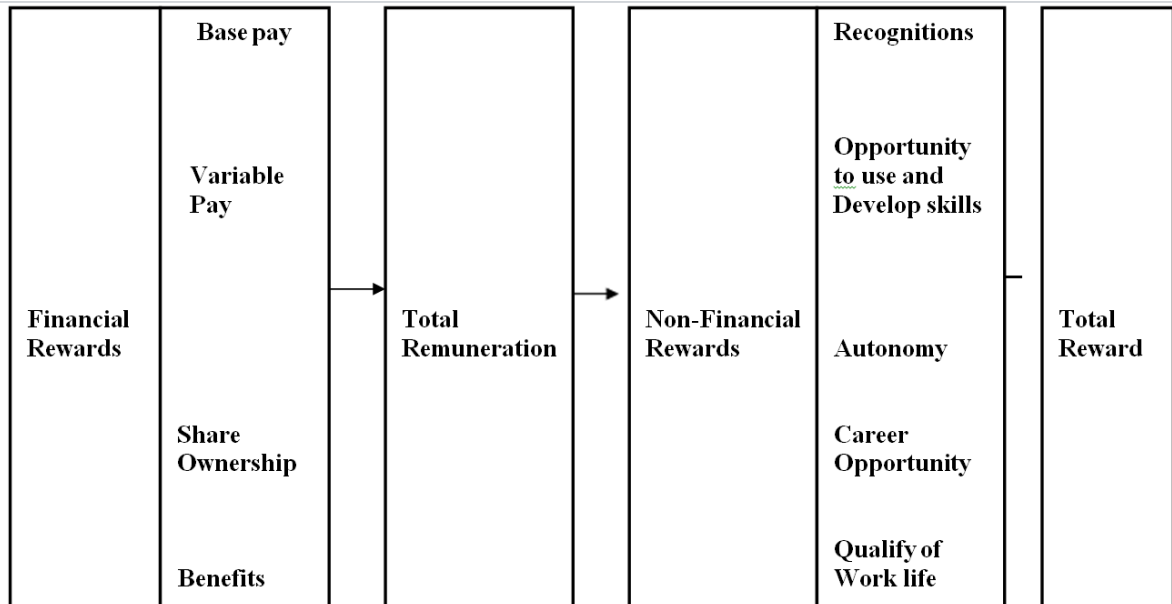 Base pay
Variable
Pay
Financial
Rewards
Share
Ownership
Benefits
Total
Remuneration
Non-Financial
Rewards
Recognitions
Opportunity
to use and
Develop skills
Autonomy
Career
Opportunity
Qualify of
Work life
Total
Reward